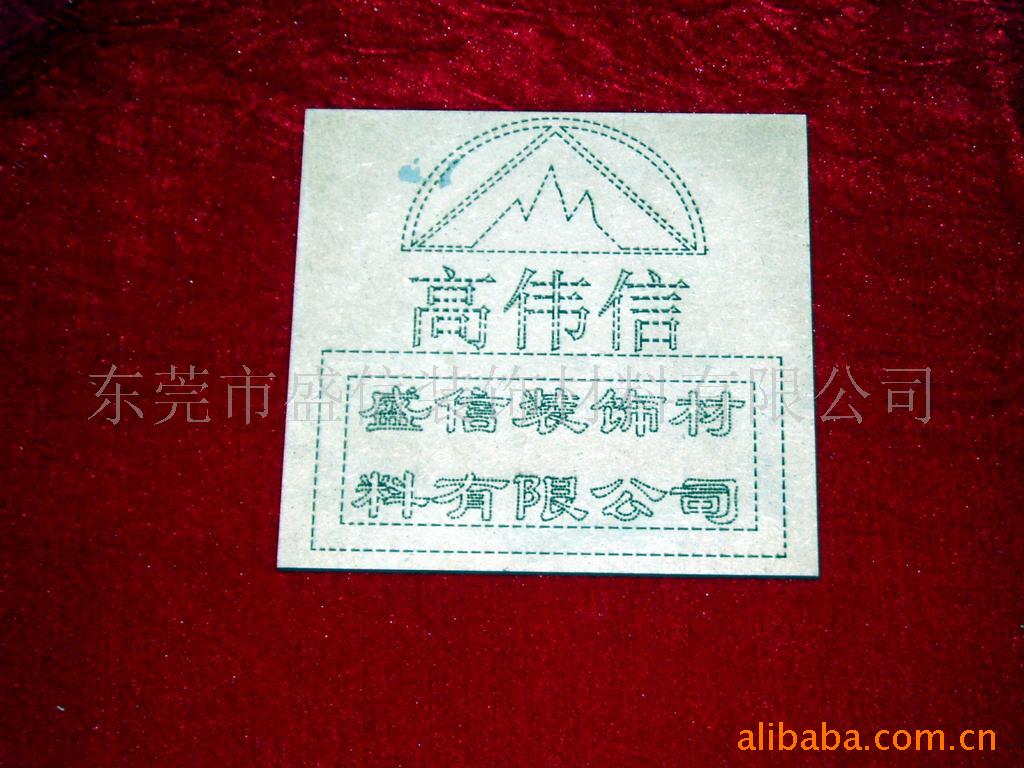 高伟信
东莞市盛信装饰材料有限公司
盛信装饰材
料有限公司
alibaba.com.cn